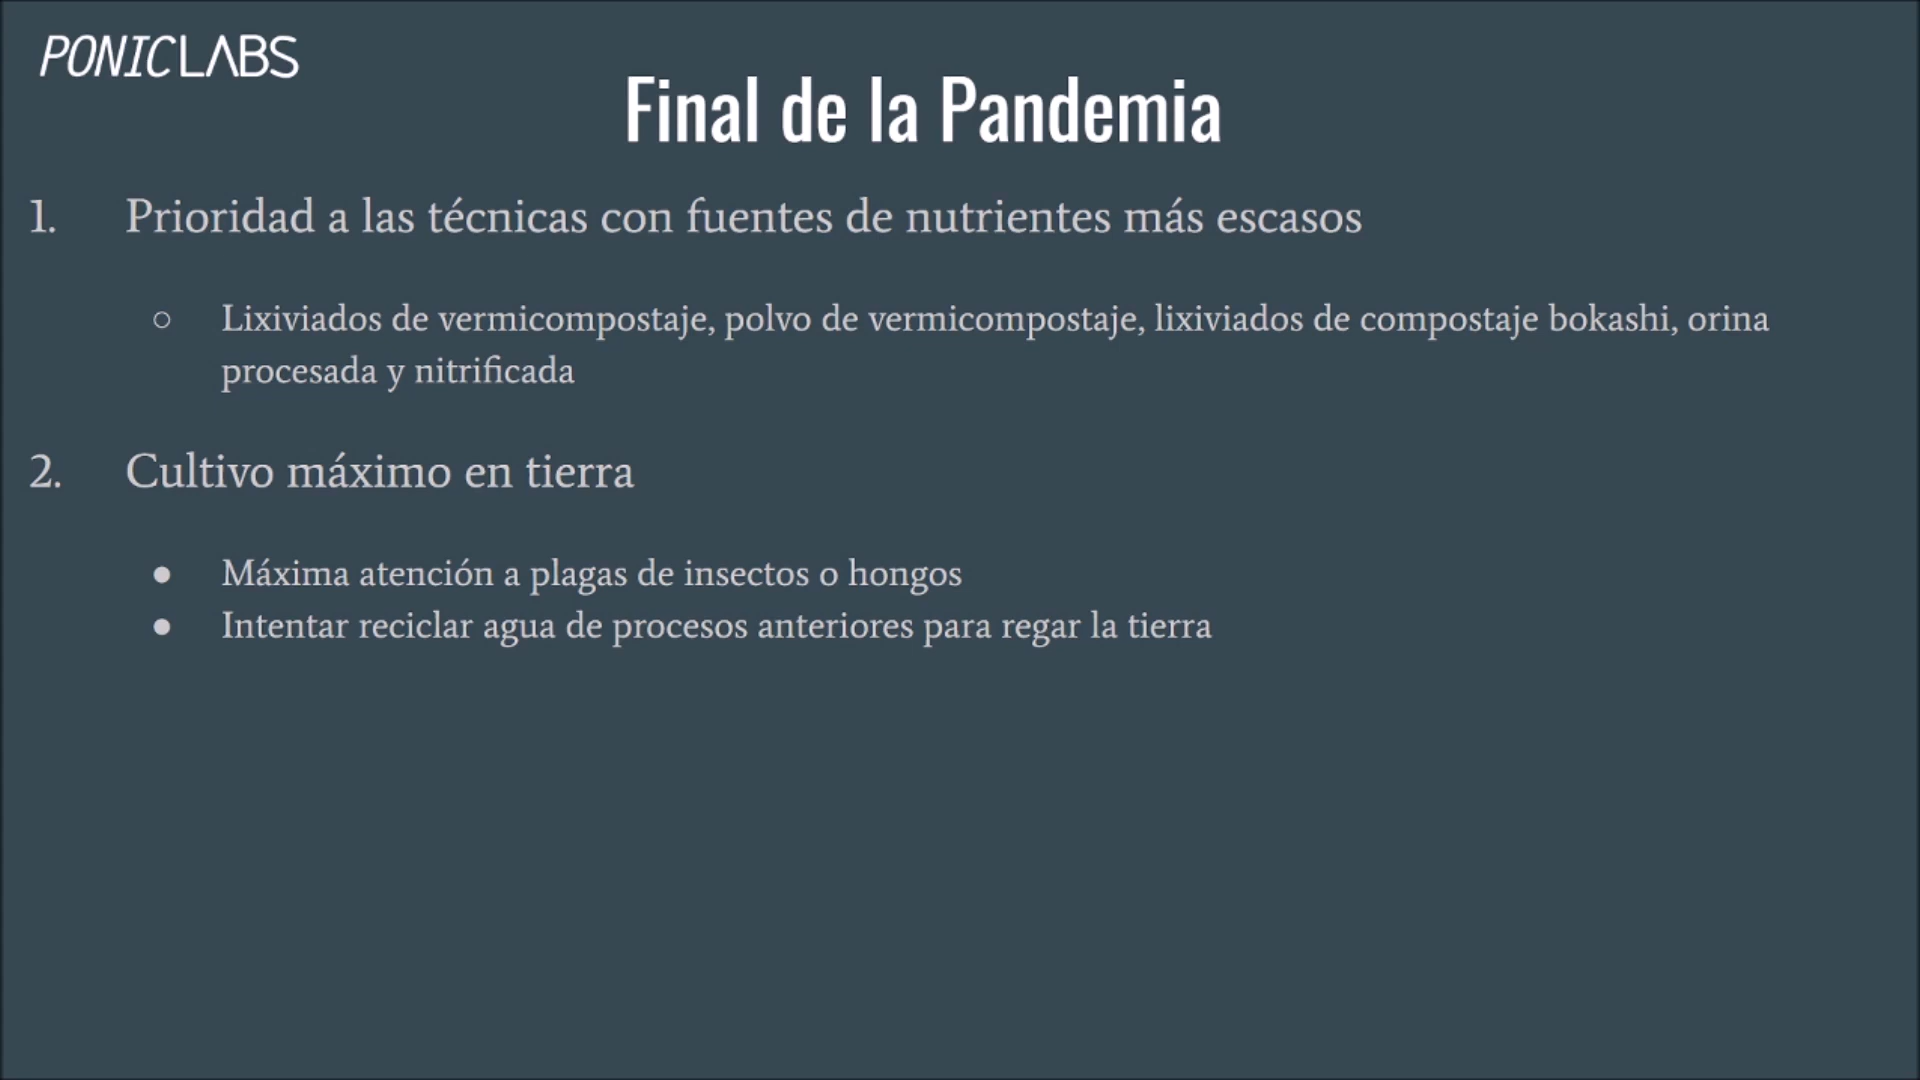 PONICLABS
Final de la Pandemia
1. Prioridad a las técnicas con fuentes de nutrientes más escasos
○ Lixiviados de vermicompostaje, polvo de vermicompostaje, lixiviados de compostaje bokashi, orina
procesada y nitrificada
2. Cultivo máximo en tierra
● Máxima atención a plagas de insectos o hongos
● Intentar reciclar agua de procesos anteriores para regar la tierra